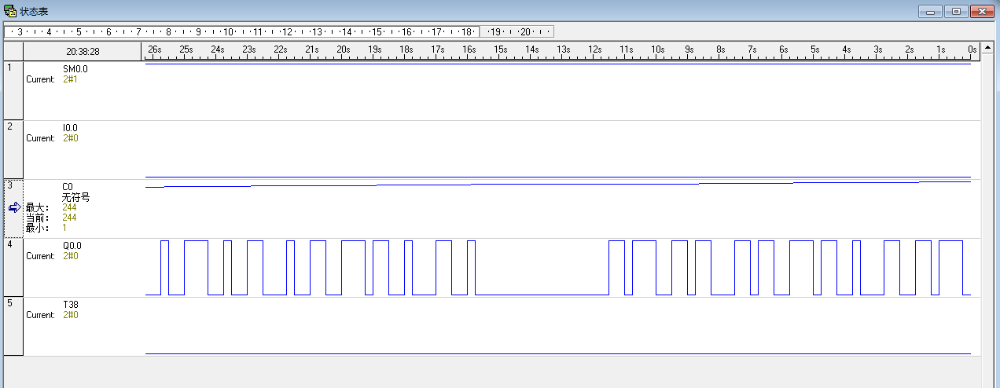 状态表
· 3 · ı · 4 · ı · 5 · ı · 6 · ı · 7 · ı · 8 · ı · 9 · ı · 10 · ı · 11 · ı · 12 · ı · 13 · ı · 14 · ı · 15 · ı · 16 · ı · 17 · ı · 18 · ı · 19 · ı · 20 · ı ·
20:38:28 26s 25s 24s 23s 22s 21s 20s 19s 18s 17s 16s 15s 14s 13s 12s 11s 10s 9s 8s 7s 6s 5s 4s 3s 2s 1s 0s
1 SM0.0
Current: 2#1
2 I0.0
Current: 2#0
3 C0
无符号
最大: 244
当前: 244
最小: 1
4 Q0.0
Current: 2#0
5 T38
Current: 2#0